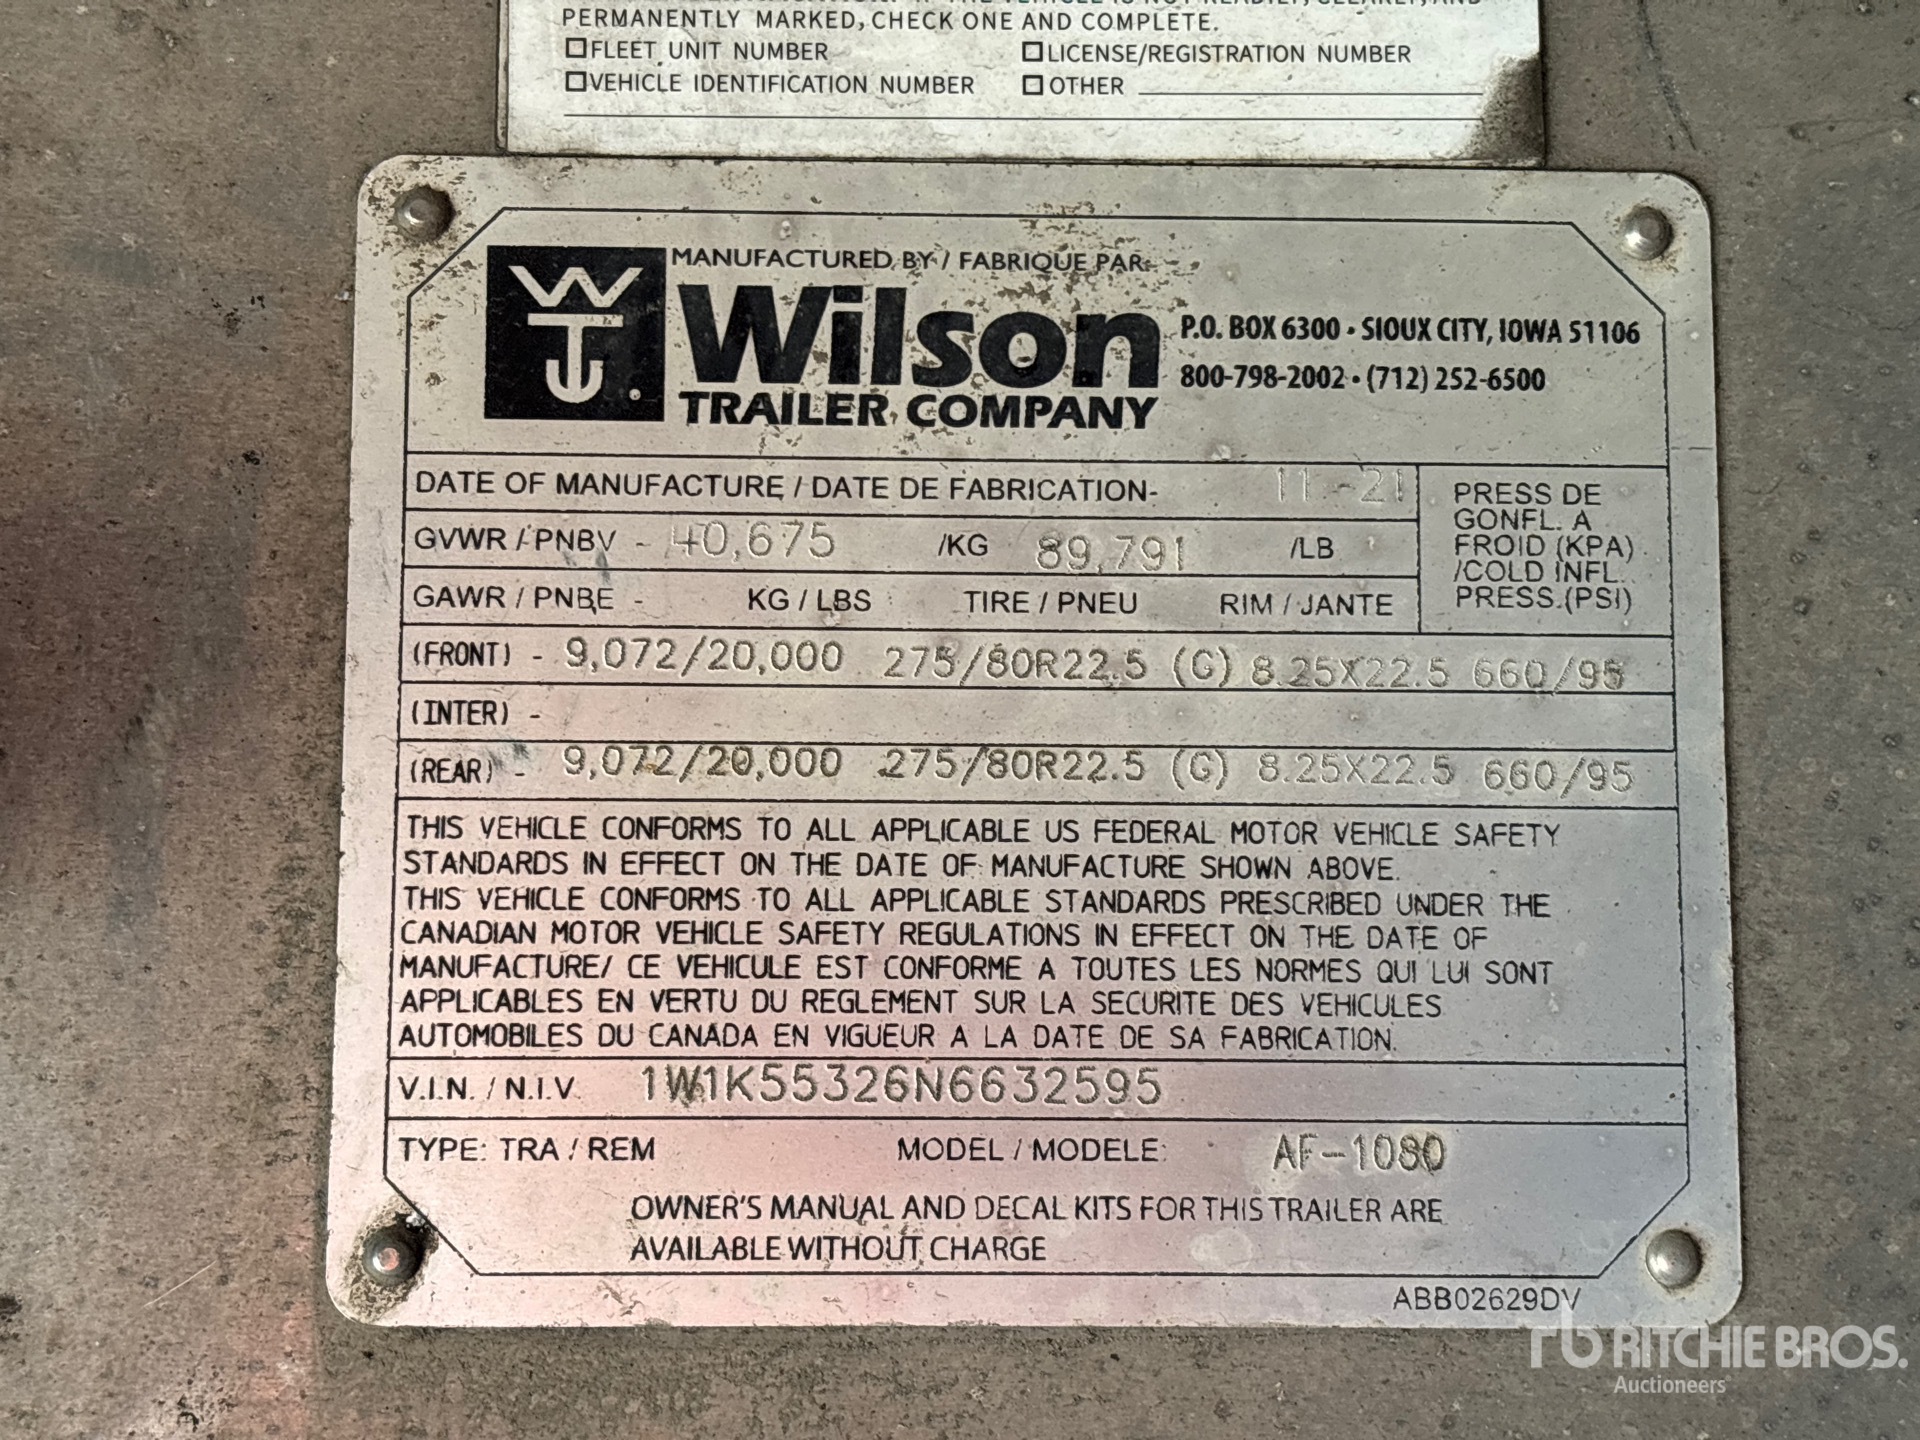 PERMANENTLY MARKED, CHECK ONE AND COMPLETE.
FLEET UNIT NUMBER LICENSE/REGISTRATION NUMBER
VEHICLE IDENTIFICATION NUMBER OTHER
MANUFACTURED BY / FABRIQUE PAR
WTJ
Wilson
TRAILER COMPANY
P.O. BOX 6300 • SIOUX CITY, IOWA 51106
800-798-2002 • (712) 252-6500
DATE OF MANUFACTURE / DATE DE FABRICATION- 11-21
GVWR / PNBV - 40,675 /KG 89,791 /LB
GAWR / PNBE - KG / LBS TIRE / PNEU RIM / JANTE
PRESS DE
GONFL. A
FROID (KPA)
/COLD INFL.
PRESS.(PSI)
(FRONT) - 9,072/20,000 275/80R22.5 (G) 8.25X22.5 660/95
(INTER) -
(REAR) - 9,072/20,000 275/80R22.5 (G) 8.25X22.5 660/95
THIS VEHICLE CONFORMS TO ALL APPLICABLE US FEDERAL MOTOR VEHICLE SAFETY
STANDARDS IN EFFECT ON THE DATE OF MANUFACTURE SHOWN ABOVE.
THIS VEHICLE CONFORMS TO ALL APPLICABLE STANDARDS PRESCRIBED UNDER THE
CANADIAN MOTOR VEHICLE SAFETY REGULATIONS IN EFFECT ON THE DATE OF
MANUFACTURE/ CE VEHICULE EST CONFORME A TOUTES LES NORMES QUI LUI SONT
APPLICABLES EN VERTU DU REGLEMENT SUR LA SECURITE DES VEHICULES
AUTOMOBILES DU CANADA EN VIGUEUR A LA DATE DE SA FABRICATION.
V.I.N. / N.I.V. 1W1K55326N6632595
TYPE: TRA / REM MODEL / MODELE: AF-1080
OWNER'S MANUAL AND DECAL KITS FOR THIS TRAILER ARE
AVAILABLE WITHOUT CHARGE
ABB02629DV
rb RITCHIE BROS.
Auctioneers